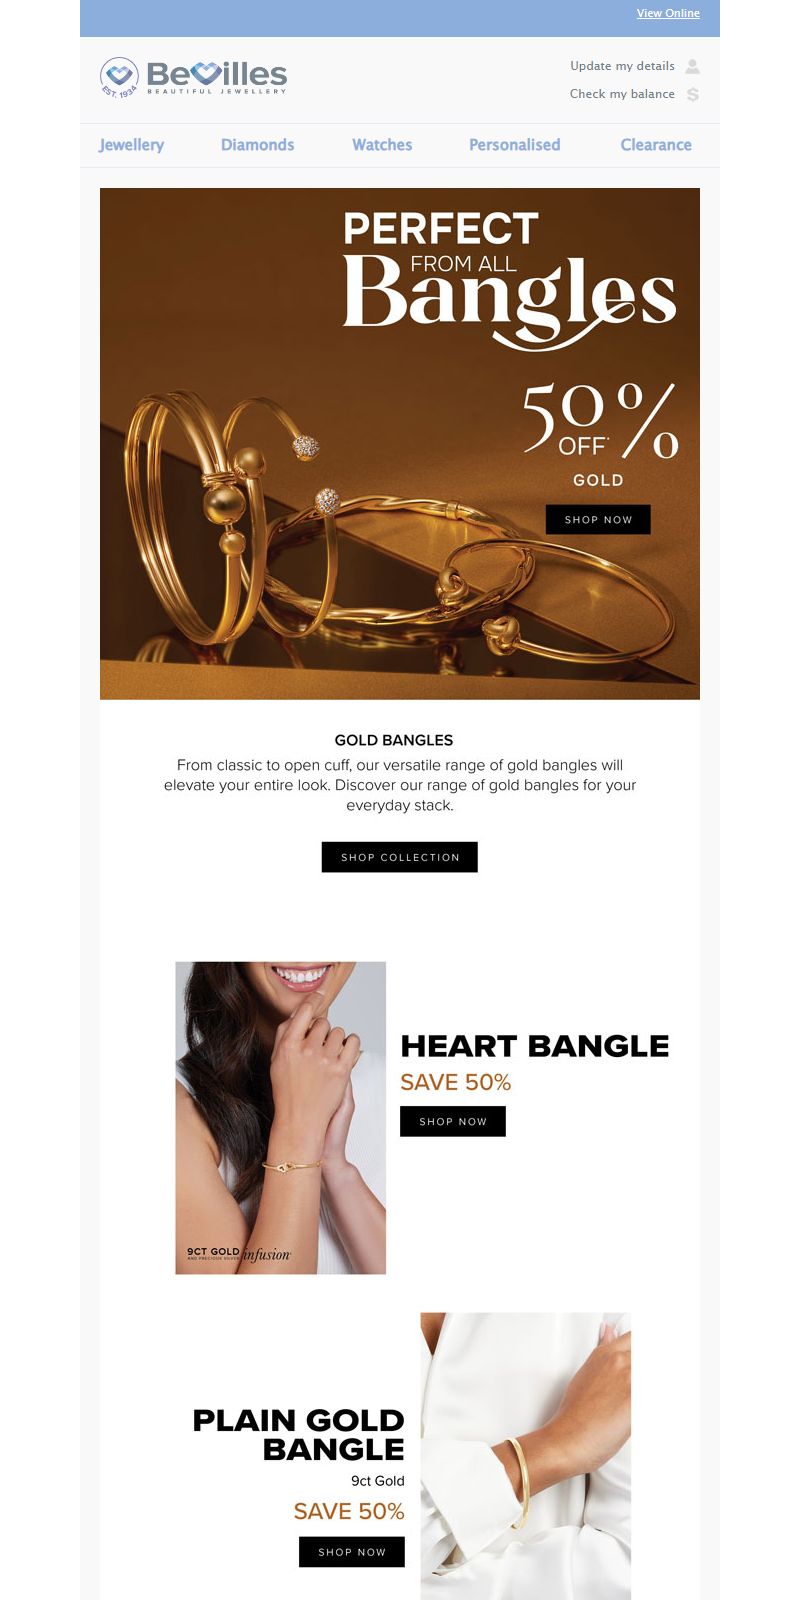 View Online
BeVilles
BEAUTIFUL JEWELLERY
EST. 1934
Update my details
Check my balance
Jewellery Diamonds Watches Personalised Clearance
PERFECT
FROM ALL
Bangles
50%
OFF*
GOLD
SHOP NOW
GOLD BANGLES
From classic to open cuff, our versatile range of gold bangles will
elevate your entire look. Discover our range of gold bangles for your
everyday stack.
SHOP COLLECTION
HEART BANGLE
SAVE 50%
SHOP NOW
9CT GOLD infusion
AND PRECIOUS SILVER
PLAIN GOLD
BANGLE
9ct Gold
SAVE 50%
SHOP NOW